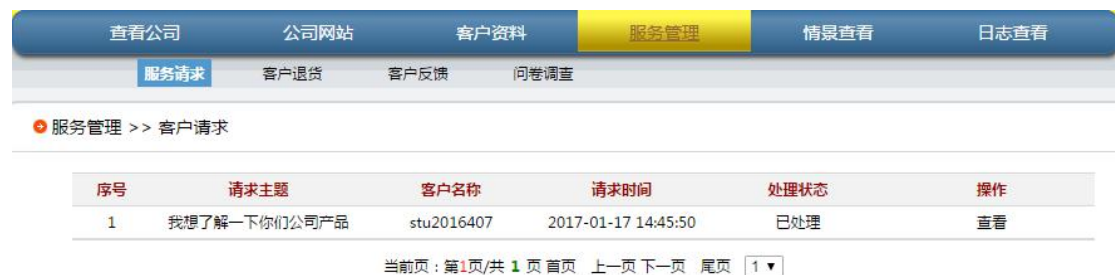 查看公司 公司网站 客户资料 服务管理 情景查看 日志查看
服务请求 客户退货 客户反馈 问卷调查
服务管理 >> 客户请求
序号 请求主题 客户名称 请求时间 处理状态 操作
1 我想了解一下你们公司产品 stu2016407 2017-01-17 14:45:50 已处理 查看
当前页：第1页/共 1 页 首页 上一页 下一页 尾页 1